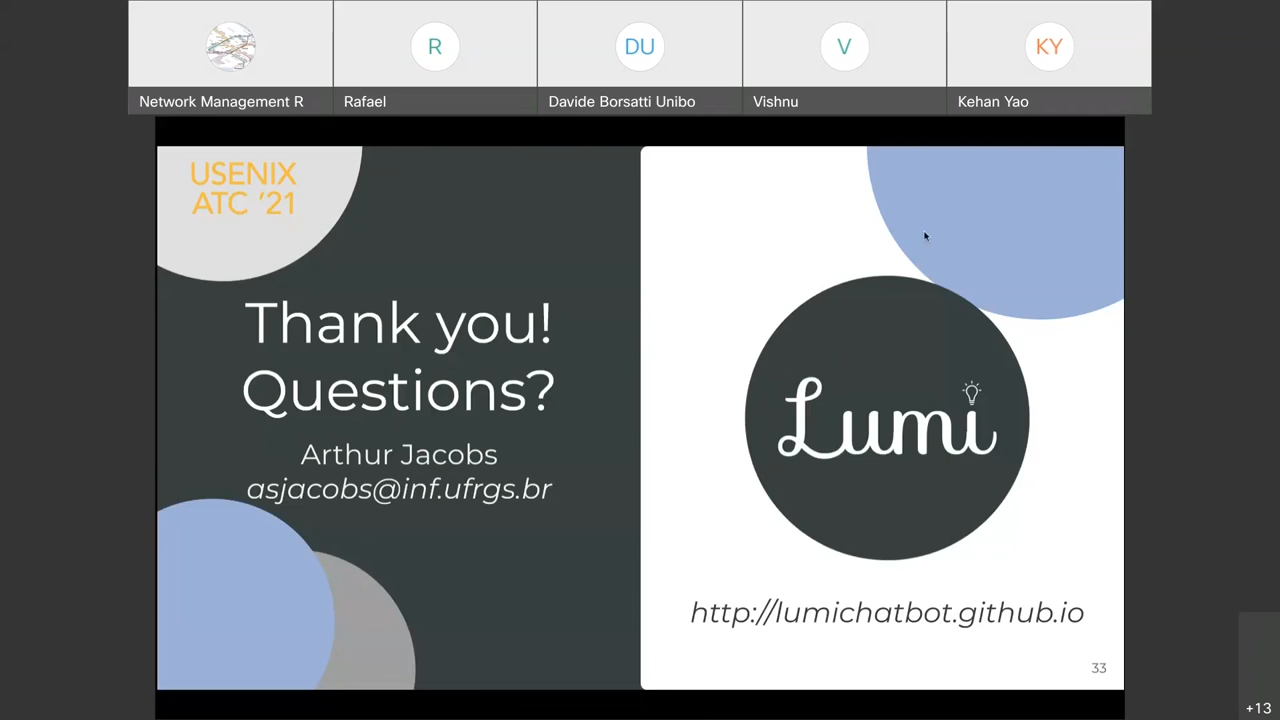 R
DU
V
KY
Network Management R
Rafael
Davide Borsatti Unibo
Vishnu
Kehan Yao
USENIX
ATC '21
Thank you!
Questions?
Arthur Jacobs
asjacobs@inf.ufrgs.br
Lumi
http://lumichatbot.github.io
33
+13